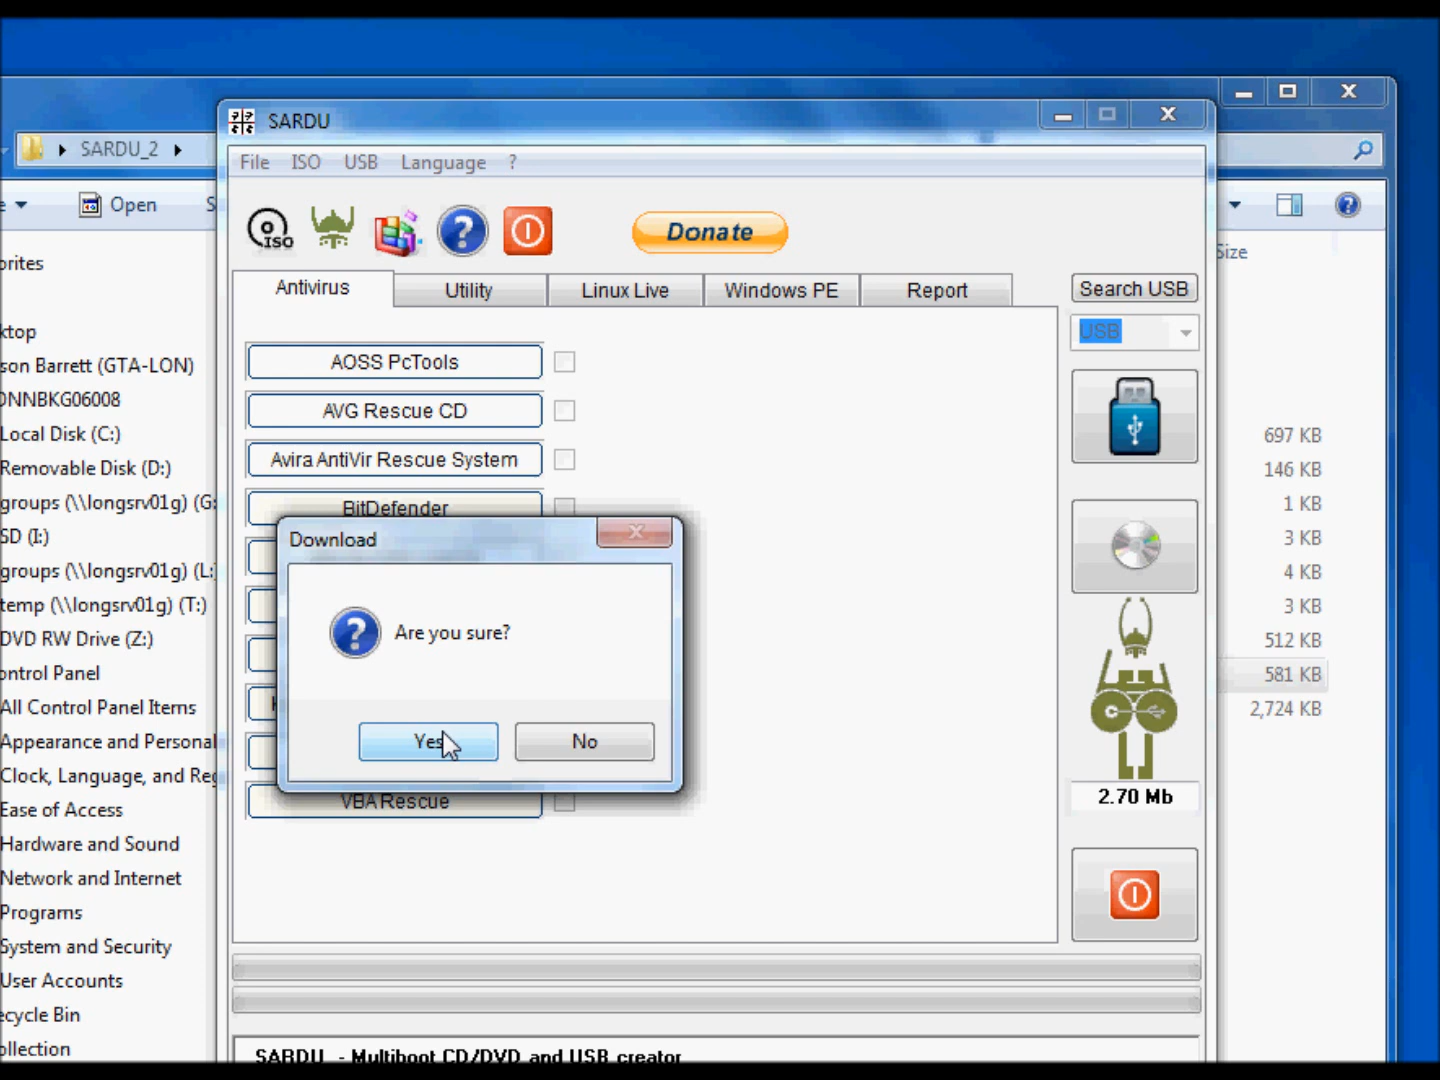 SARDU
SARDU_2
File ISO USB Language ?
Open
ISO
Donate
Size
orites
Antivirus Utility Linux Live Windows PE Report
Search USB
USB
ktop
son Barrett (GTA-LON)
ONNBKG06008
Local Disk (C:)
Removable Disk (D:)
groups (\\longsrv01g) (G:
SD (I:)
groups (\\longsrv01g) (L:
temp (\\longsrv01g) (T:)
DVD RW Drive (Z:)
ontrol Panel
All Control Panel Items
Appearance and Personal
Clock, Language, and Reg
Ease of Access
Hardware and Sound
Network and Internet
Programs
System and Security
User Accounts
ecycle Bin
ollection
AOSS PcTools
AVG Rescue CD
Avira AntiVir Rescue System
BitDefender
Download
Are you sure?
Yes No
VBA Rescue
697 KB
146 KB
1 KB
3 KB
4 KB
3 KB
512 KB
581 KB
2,724 KB
2.70 Mb
SARDU - Multiboot CD/DVD and USB creator